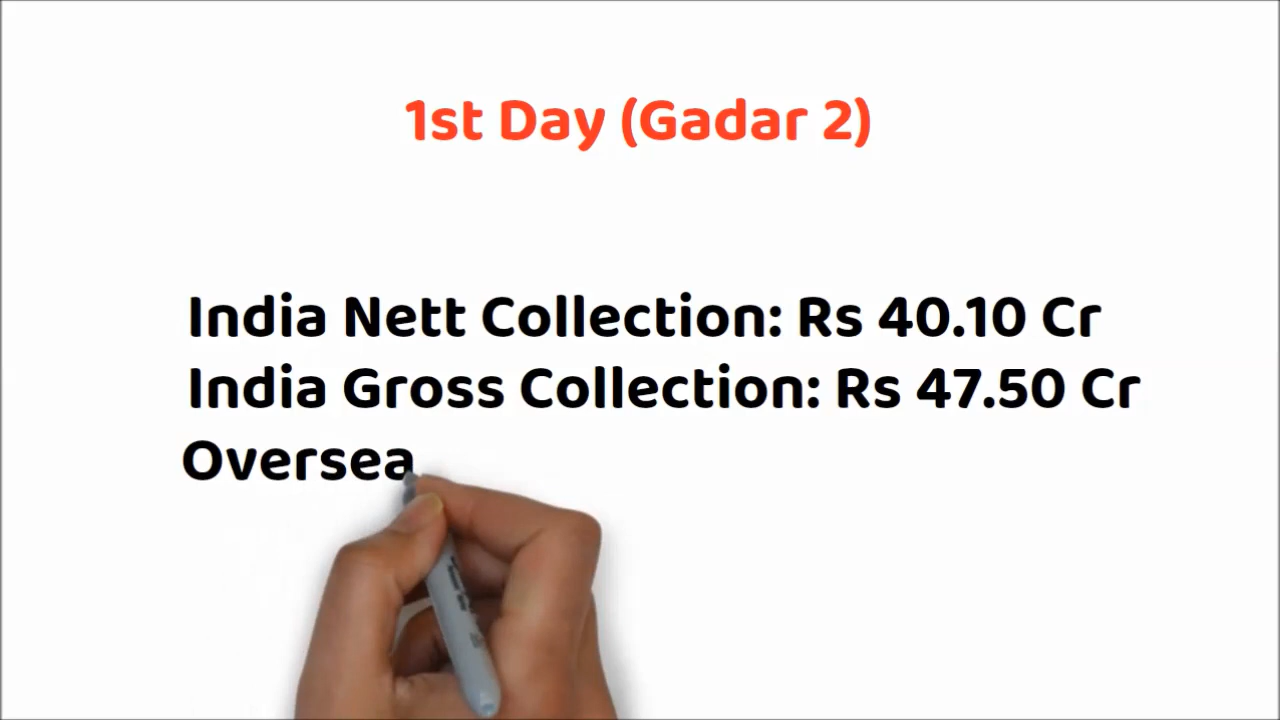 1st Day (Gadar 2)
India Nett Collection: Rs 40.10 Cr
India Gross Collection: Rs 47.50 Cr
Oversea